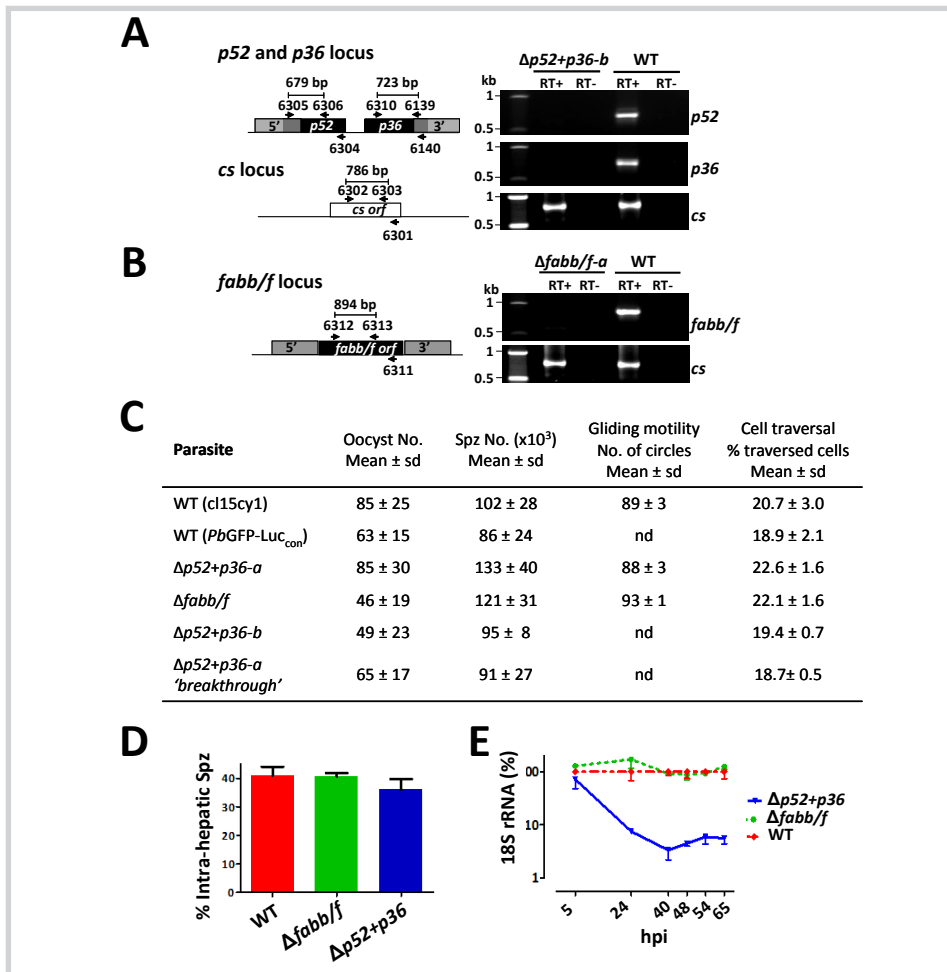 A
p52 and p36 locus
679 bp
723 bp
6305 6306
6310
6139
5’
p52
p36
3’
6304
6140
cs locus
786 bp
6302 6303
cs orf
6301
Δp52+p36-b
WT
kb
RT+ RT-
RT+ RT-
1
0.5
p52
1
0.5
p36
1
0.5
cs
B
fabb/f locus
894 bp
6312 6313
5’
fabb/f orf
3’
6311
Δfabb/f-a
WT
kb
RT+ RT-
RT+ RT-
1
0.5
fabb/f
1
0.5
cs
C
Parasite
Oocyst No.
Mean ± sd
Spz No. (x10³)
Mean ± sd
Gliding motility
No. of circles
Mean ± sd
Cell traversal
% traversed cells
Mean ± sd
WT (cl15cy1) 85 ± 25 102 ± 28 89 ± 3 20.7 ± 3.0
WT (PbGFP-Luccon) 63 ± 15 86 ± 24 nd 18.9 ± 2.1
Δp52+p36-a 85 ± 30 133 ± 40 88 ± 3 22.6 ± 1.6
Δfabb/f 46 ± 19 121 ± 31 93 ± 1 22.1 ± 1.6
Δp52+p36-b 49 ± 23 95 ± 8 nd 19.4 ± 0.7
Δp52+p36-a
‘breakthrough’ 65 ± 17 91 ± 27 nd 18.7± 0.5
D
% Intra-hepatic Spz
40
30
20
10
0
WT
Δfabb/f
Δp52+p36
E
18S rRNA (%)
00
10
1
5
24
40
48
54
65
hpi
Δp52+p36
Δfabb/f
WT